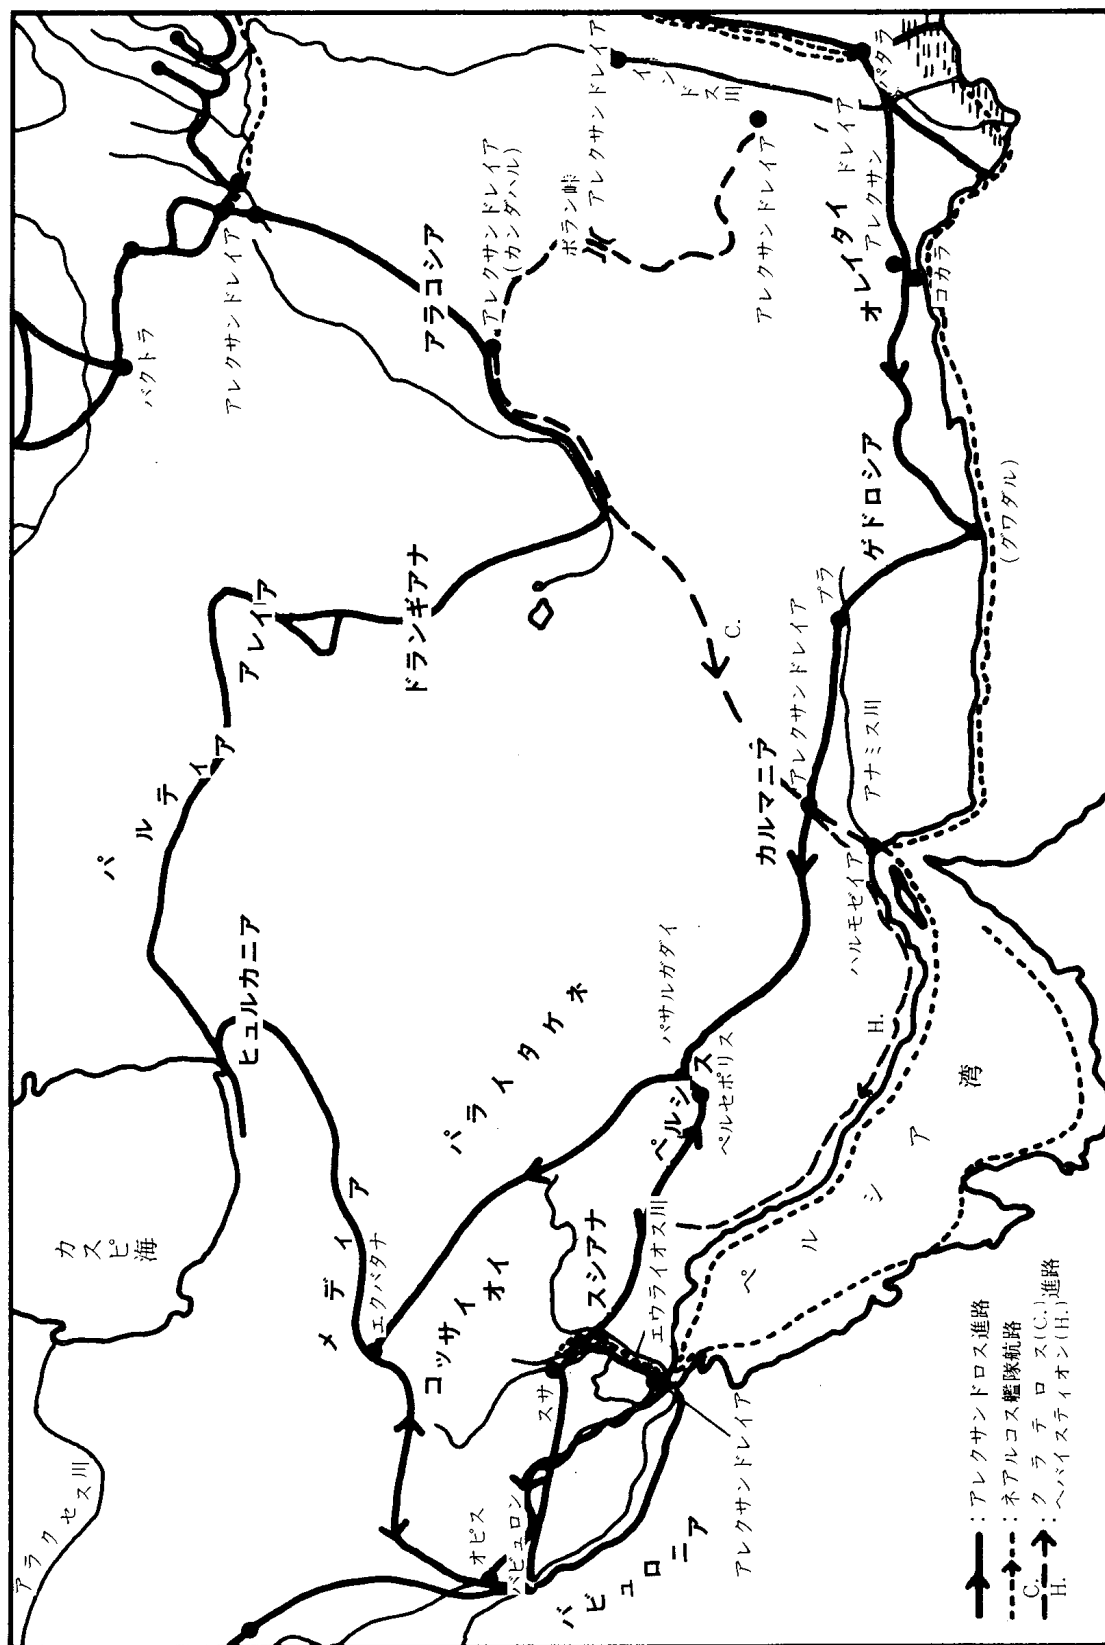 アラクセス川
カスピ海
ヒュルカニア
パルティア
アレイア
ドランギアナ
バクトラ
アレクサンドレイア
アラコシア
アレクサンドレイア
(カンダハル)
ボラン峠
アレクサンドレイア
インドス川
アレクサンドレイア
パタラ
アレクサンドレイア
オレイタイ
コカラ
ゲドロシア
(グワダル)
プラ
アレクサンドレイア
カルマニア
アナミス川
ハルモゼイア
C.
H.
メディア
エクバタナ
コッサイオイ
パライタケネ
パサルガダイ
ペルシス
ペルセポリス
スシアナ
エウライオス川
スサ
オピス
バビュロン
バビュロニア
アレクサンドレイア
ペルシア湾
:アレクサンドロス進路
:ネアルコス艦隊航路
C.
H.
:クラテロス(C.)進路
ヘパイスティオン(H.)進路